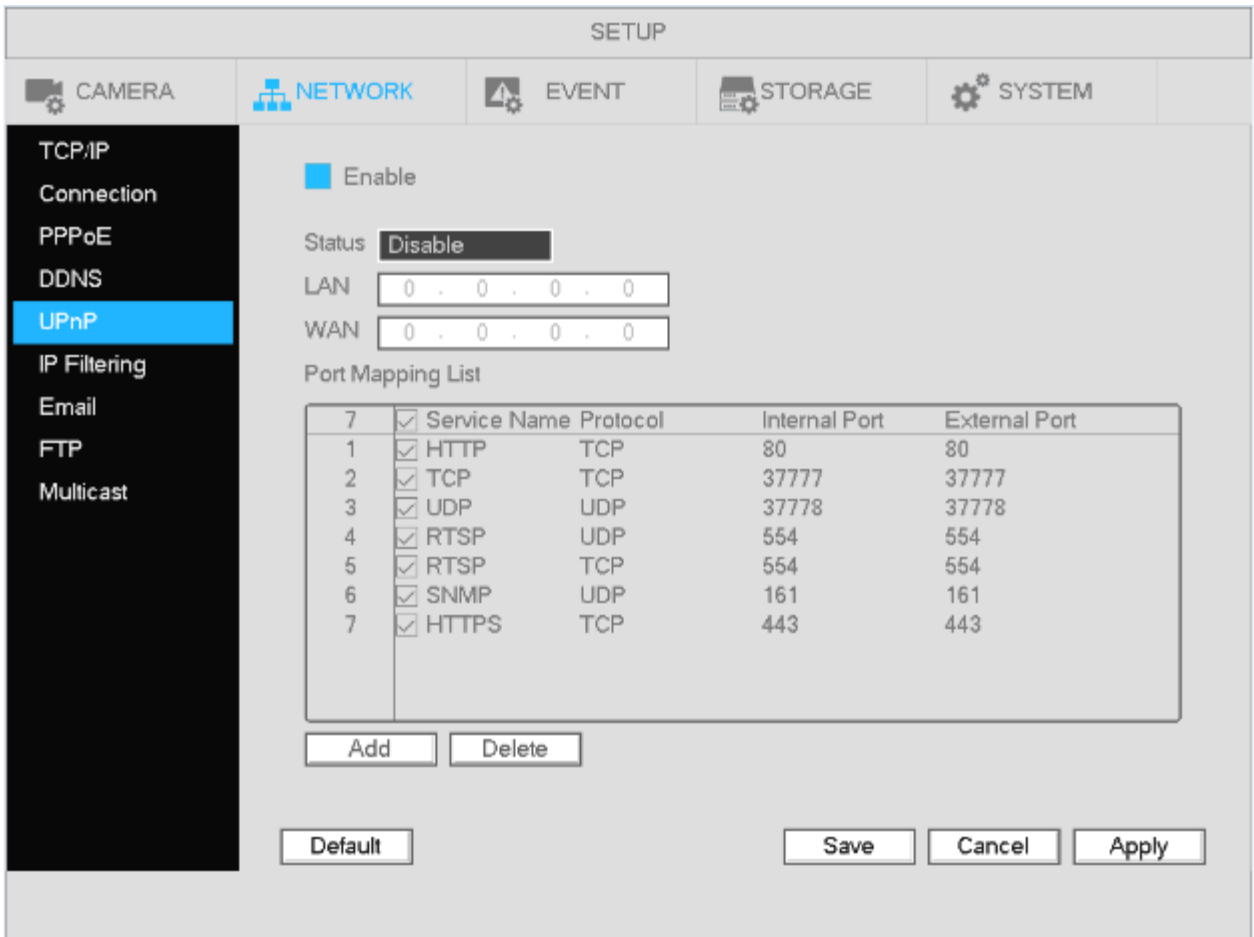 SETUP
CAMERA NETWORK EVENT STORAGE SYSTEM
TCP/IP
Connection
PPPoE
DDNS
UPnP
IP Filtering
Email
FTP
Multicast
Enable
Status Disable
LAN 0 . 0 . 0 . 0
WAN 0 . 0 . 0 . 0
Port Mapping List
7 Service Name Protocol Internal Port External Port
1 HTTP TCP 80 80
2 TCP TCP 37777 37777
3 UDP UDP 37778 37778
4 RTSP UDP 554 554
5 RTSP TCP 554 554
6 SNMP UDP 161 161
7 HTTPS TCP 443 443
Add Delete
Default Save Cancel Apply